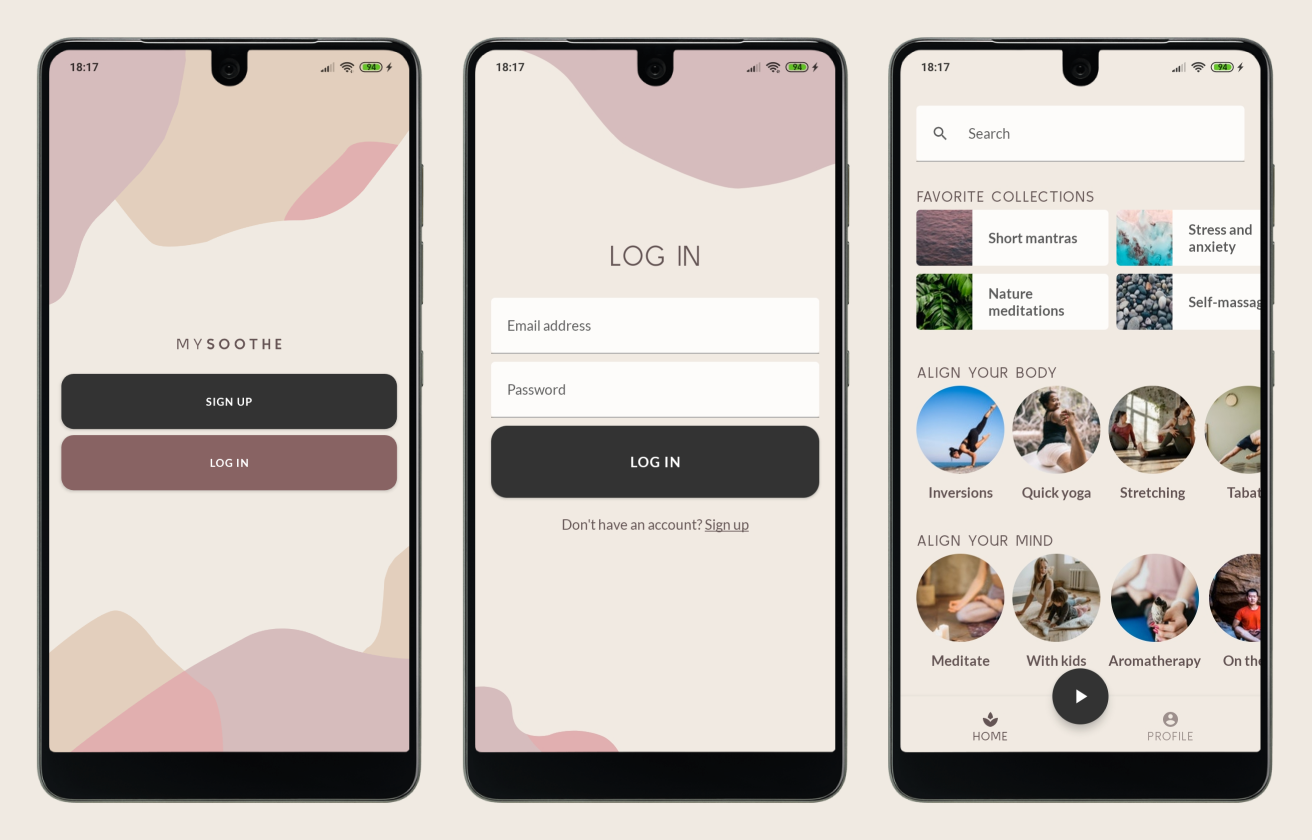 18:17
94
MYSOOTHE
SIGN UP
LOG IN
18:17
94
LOG IN
Email address
Password
LOG IN
Don't have an account? Sign up
18:17
94
Search
FAVORITE COLLECTIONS
Short mantras
Stress and
anxiety
Nature
meditations
Self-massag
ALIGN YOUR BODY
Inversions Quick yoga Stretching Tabat
ALIGN YOUR MIND
Meditate With kids Aromatherapy On the
HOME PROFILE